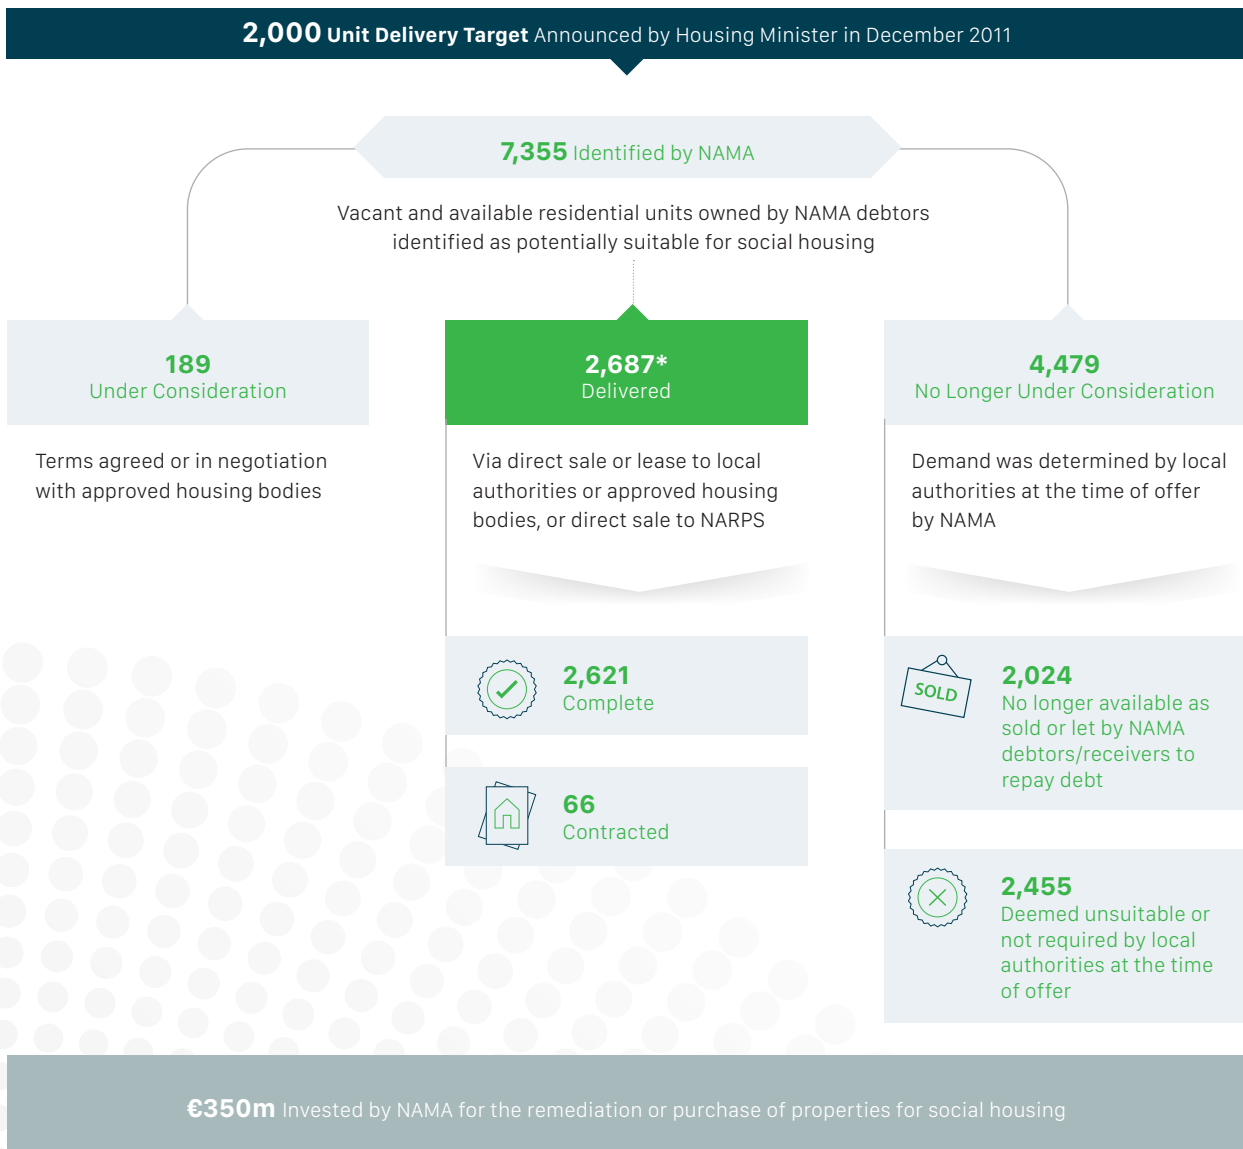 2,000 Unit Delivery Target Announced by Housing Minister in December 2011
7,355 Identified by NAMA
Vacant and available residential units owned by NAMA debtors
identified as potentially suitable for social housing
189
Under Consideration
Terms agreed or in negotiation
with approved housing bodies
2,687*
Delivered
Via direct sale or lease to local
authorities or approved housing
bodies, or direct sale to NARPS
2,621
Complete
66
Contracted
4,479
No Longer Under Consideration
Demand was determined by local
authorities at the time of offer
by NAMA
SOLD
2,024
No longer available as
sold or let by NAMA
debtors/receivers to
repay debt
2,455
Deemed unsuitable or
not required by local
authorities at the time
of offer
€350m Invested by NAMA for the remediation or purchase of properties for social housing